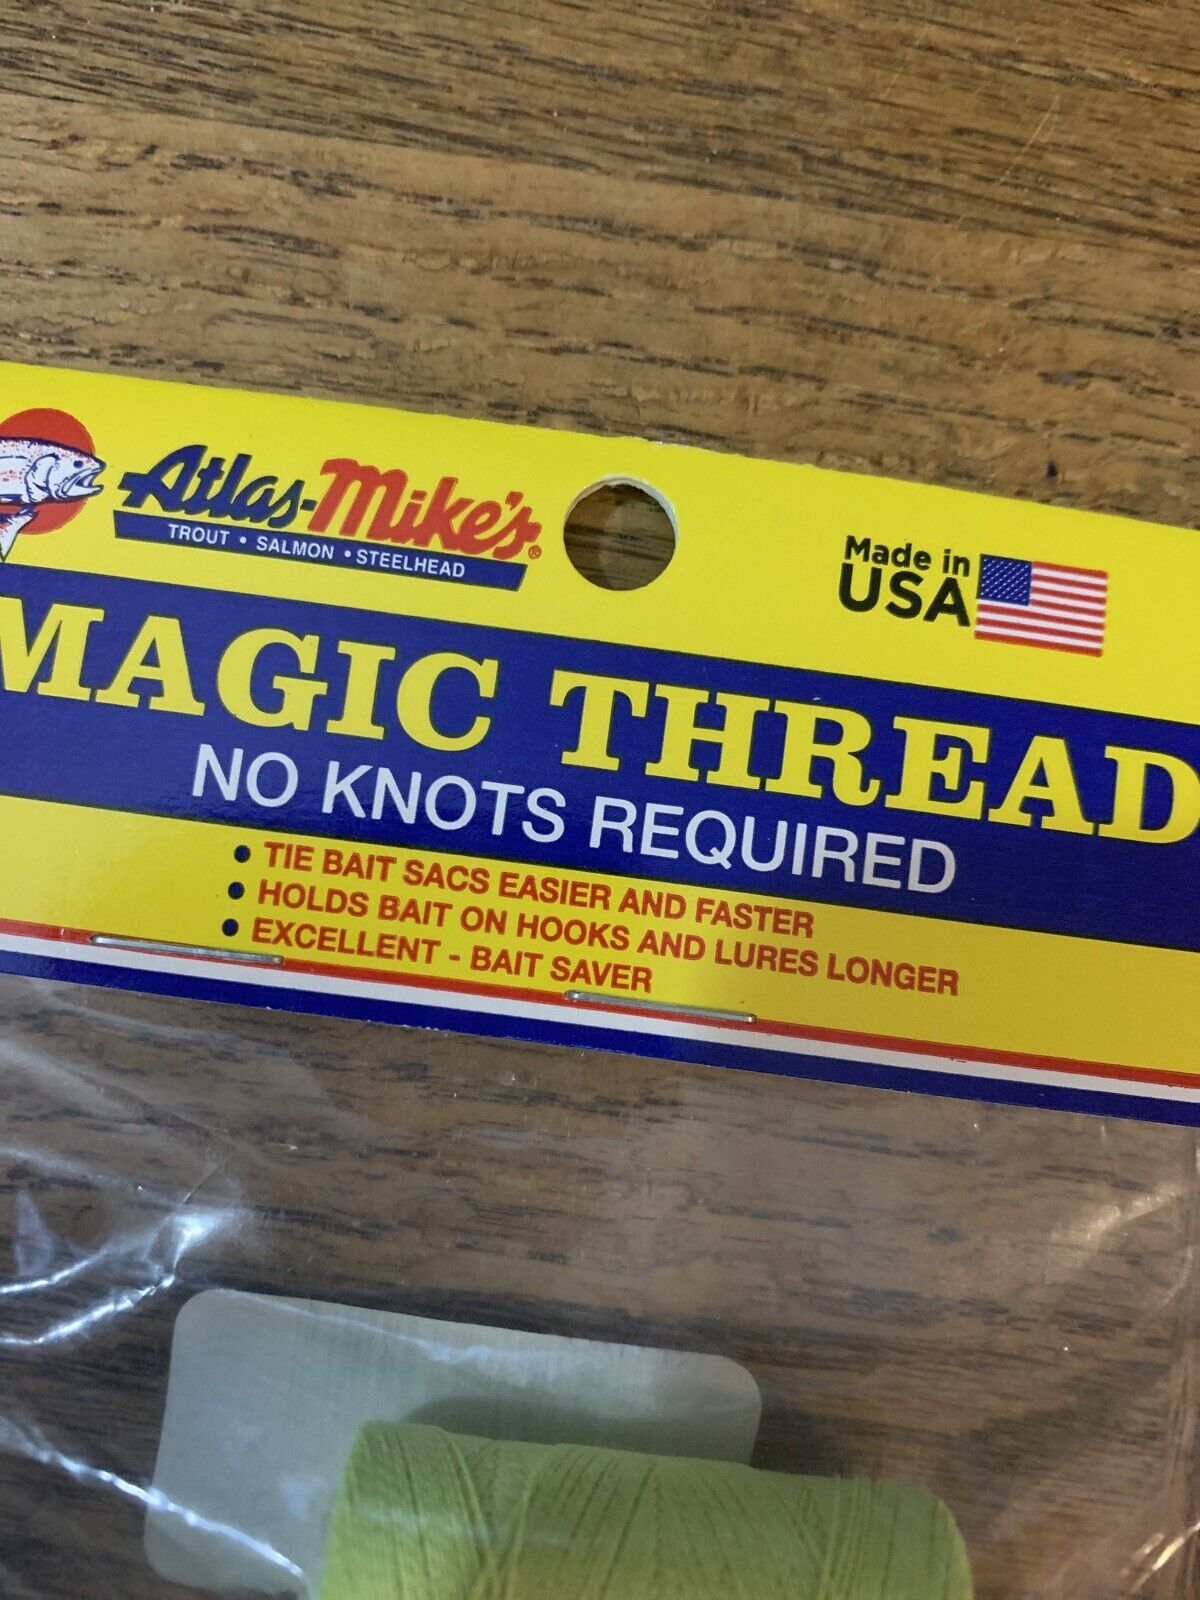 Atlas-Mike's®
TROUT • SALMON • STEELHEAD
Made in
USA
MAGIC THREAD
NO KNOTS REQUIRED
• TIE BAIT SACS EASIER AND FASTER
• HOLDS BAIT ON HOOKS AND LURES LONGER
• EXCELLENT - BAIT SAVER